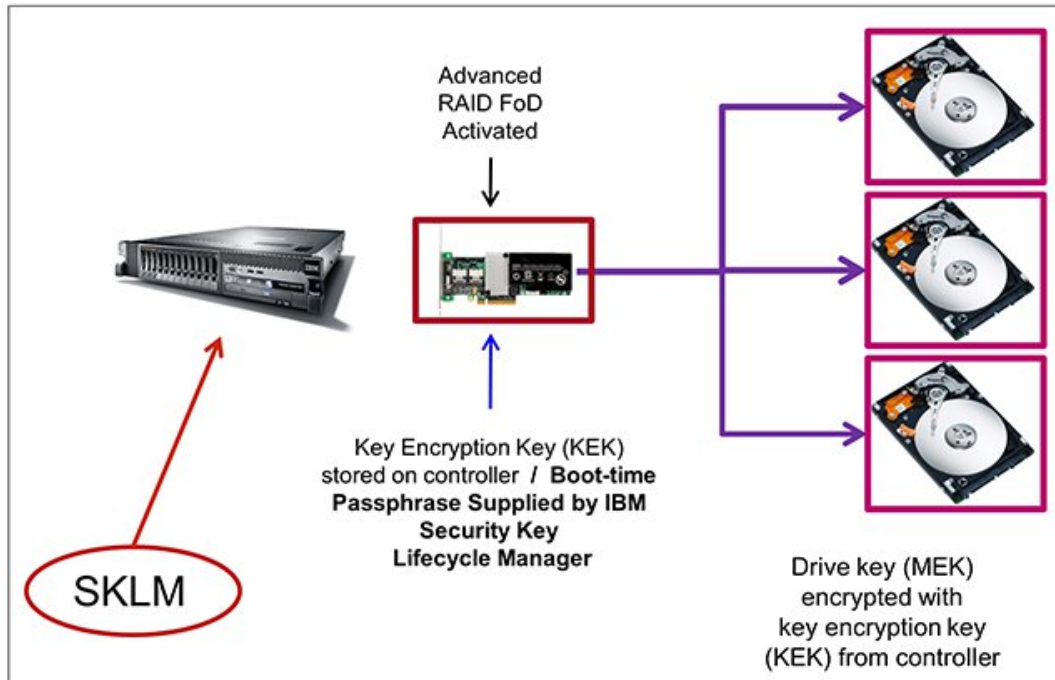 Advanced
RAID FoD
Activated
Key Encryption Key (KEK)
stored on controller / Boot-time
Passphrase Supplied by IBM
Security Key
Lifecycle Manager
SKLM
Drive key (MEK)
encrypted with
key encryption key
(KEK) from controller